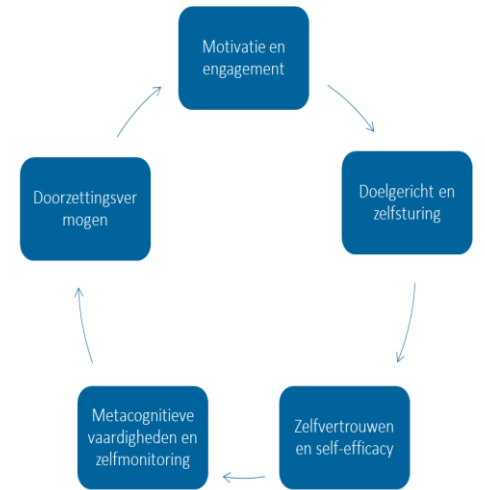 Motivatie en
engagement
Doelgericht en
zelfsturing
Zelfvertrouwen
en self-efficacy
Metacognitieve
vaardigheden en
zelfmonitoring
Doorzettingsver
mogen